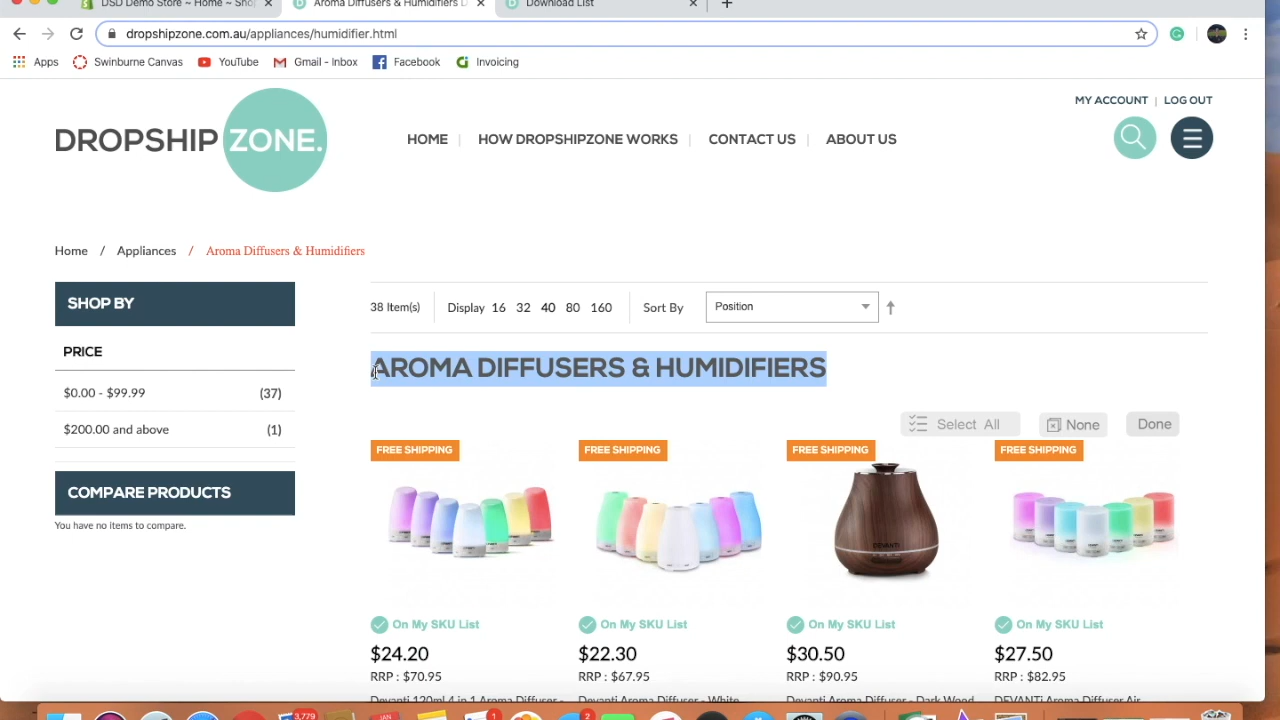 DSD Demo Store ~ Home ~ Shop
Aroma Diffusers & Humidifiers D
Download List
dropshipzone.com.au/appliances/humidifier.html
Apps Swinburne Canvas YouTube Gmail - Inbox Facebook Invoicing
MY ACCOUNT | LOG OUT
DROPSHIP ZONE.
HOME | HOW DROPSHIPZONE WORKS | CONTACT US | ABOUT US
Home / Appliances / Aroma Diffusers & Humidifiers
SHOP BY
PRICE
$0.00 - $99.99 (37)
$200.00 and above (1)
COMPARE PRODUCTS
You have no items to compare.
38 Item(s) Display 16 32 40 80 160 Sort By Position
AROMA DIFFUSERS & HUMIDIFIERS
Select All None Done
FREE SHIPPING FREE SHIPPING FREE SHIPPING FREE SHIPPING
DEVANTI
On My SKU List On My SKU List On My SKU List On My SKU List
$24.20 $22.30 $30.50 $27.50
RRP : $70.95 RRP : $67.95 RRP : $90.95 RRP : $82.95
Devanti 120ml 4 in 1 Aroma Diffuser - Devanti Aroma Diffuser - White Devanti Aroma Diffuser - Dark Wood DEVANTi Aroma Diffuser Air
3,779 JAN 1 2